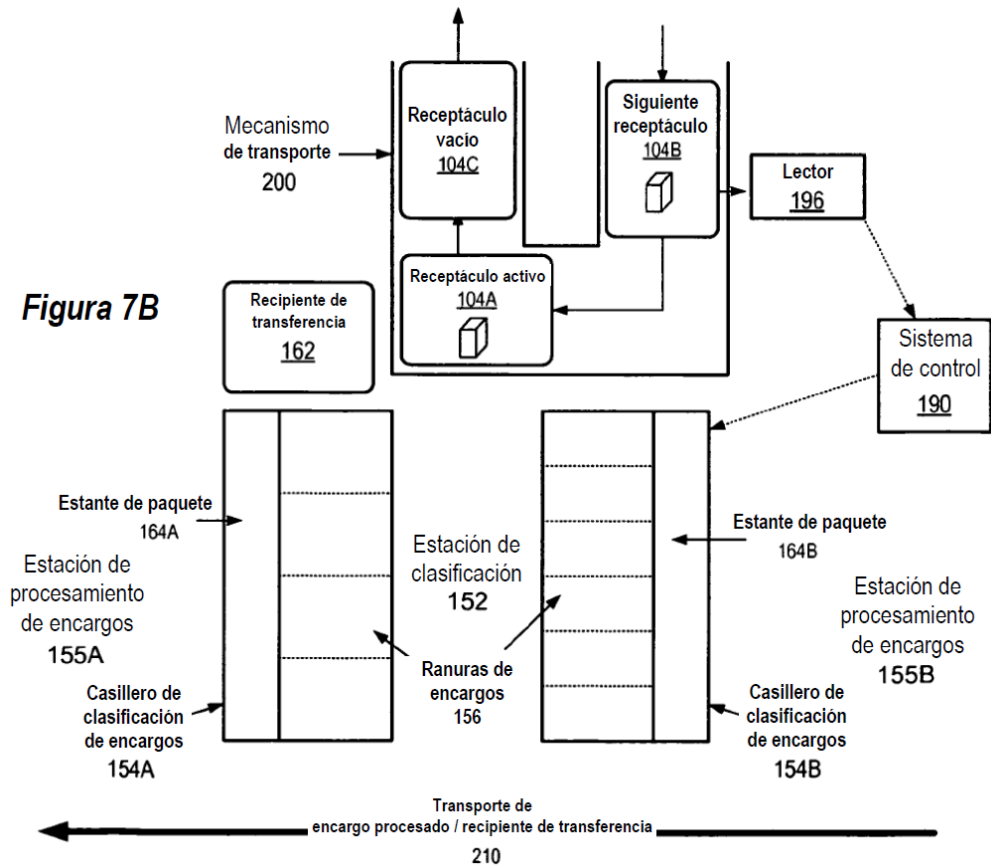 Mecanismo
de transporte
200
Receptáculo
vacío
104C
Siguiente
receptáculo
104B
Lector
196
Receptáculo activo
104A
Figura 7B
Recipiente de
transferencia
162
Sistema
de control
190
Estante de paquete
164A
Estación de
procesamiento
de encargos
155A
Casillero de
clasificación
de encargos
154A
Estación de
clasificación
152
Ranuras de
encargos
156
Estante de paquete
164B
Estación de
procesamiento
de encargos
155B
Casillero de
clasificación
de encargos
154B
Transporte de
encargo procesado / recipiente de transferencia
210